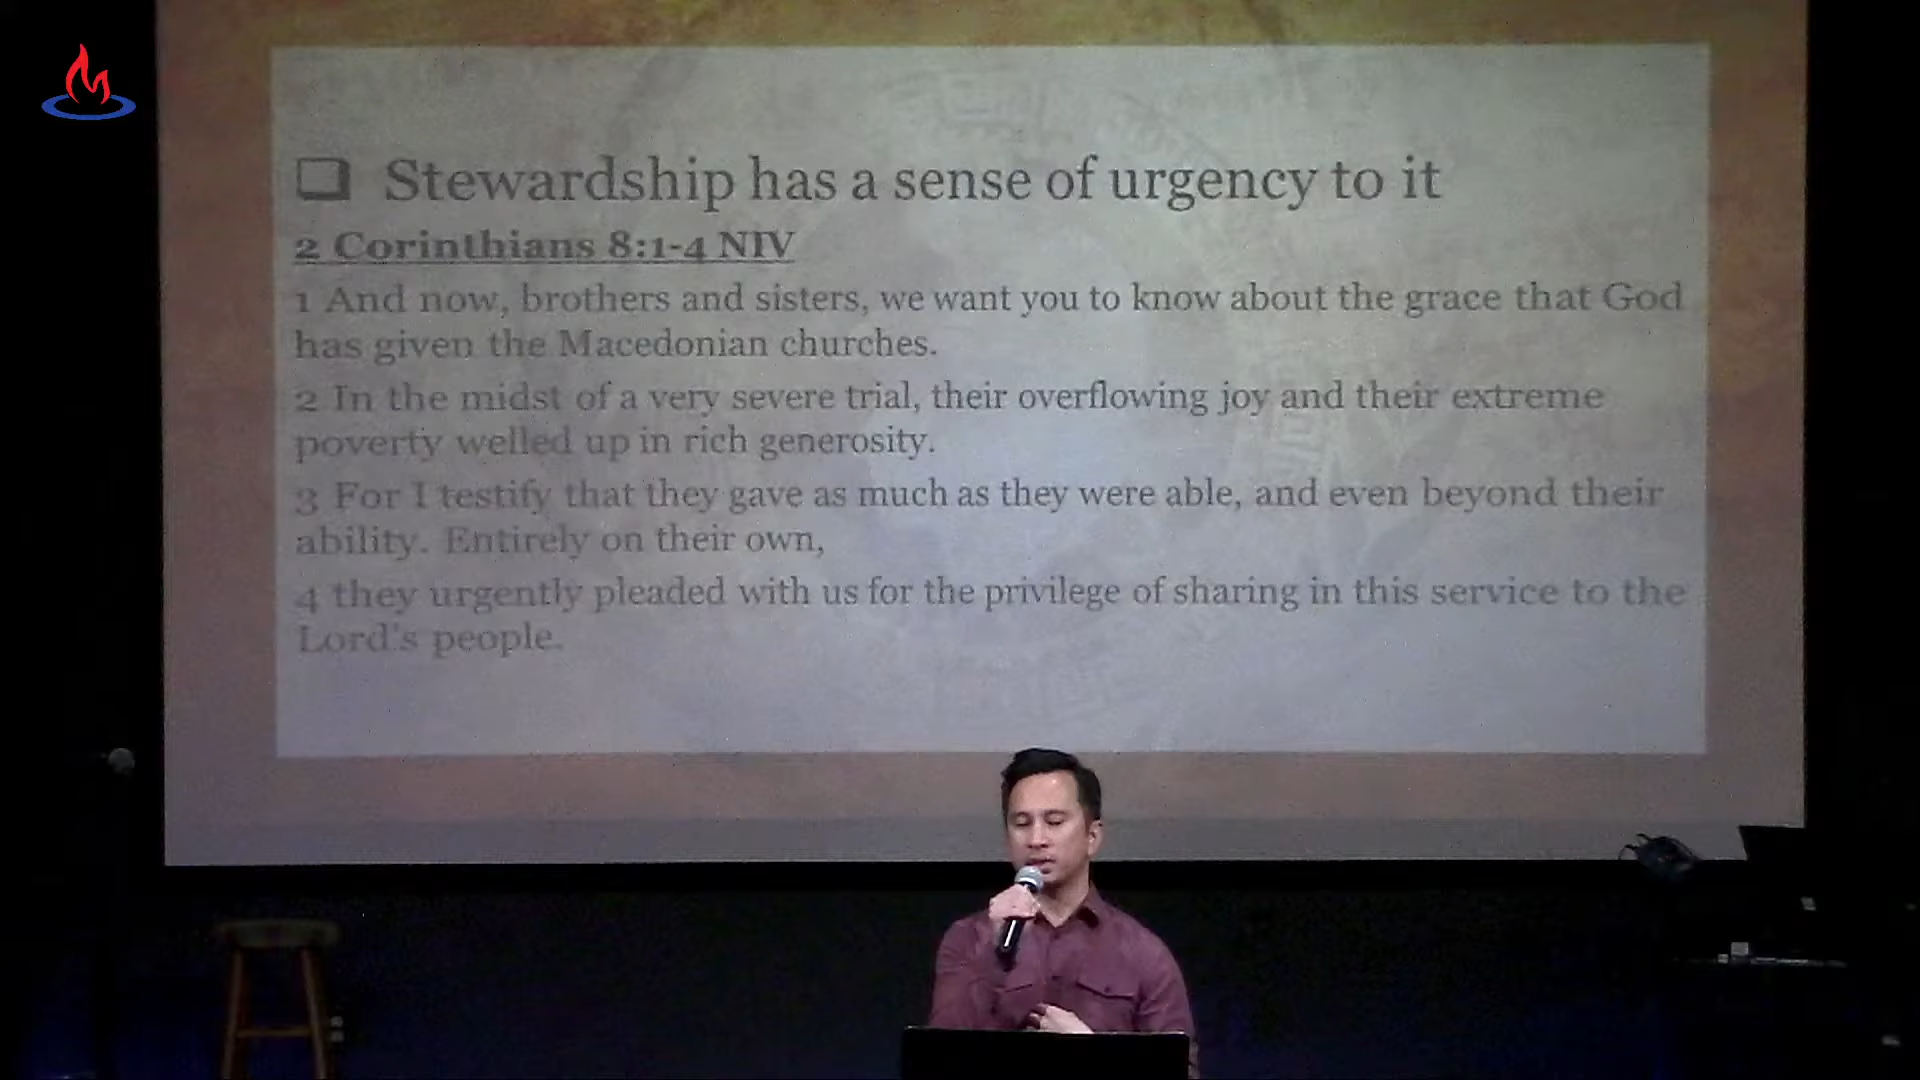 Stewardship has a sense of urgency to it
2 Corinthians 8:1-4 NIV
1 And now, brothers and sisters, we want you to know about the grace that God
has given the Macedonian churches.
2 In the midst of a very severe trial, their overflowing joy and their extreme
poverty welled up in rich generosity.
3 For I testify that they gave as much as they were able, and even beyond their
ability. Entirely on their own,
4 they urgently pleaded with us for the privilege of sharing in this service to the
Lord's people.